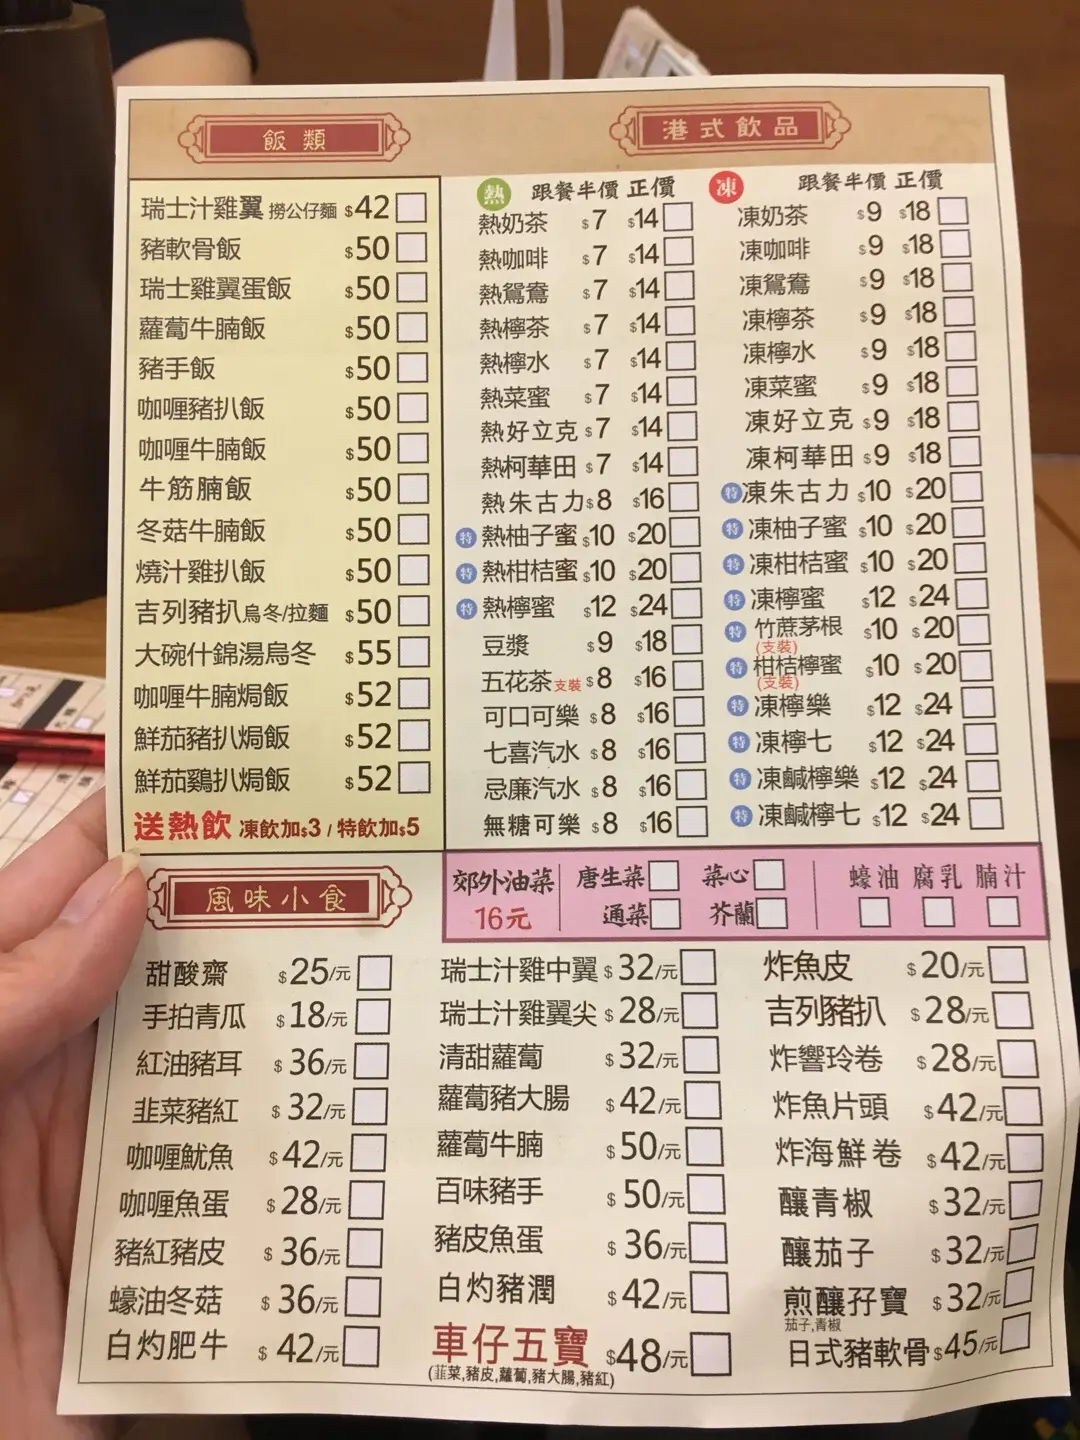 飯類
瑞士汁雞翼 撈公仔麵 $42
豬軟骨飯 $50
瑞士雞翼蛋飯 $50
蘿蔔牛腩飯 $50
豬手飯 $50
咖喱豬扒飯 $50
咖喱牛腩飯 $50
牛筋腩飯 $50
冬菇牛腩飯 $50
燒汁雞扒飯 $50
吉列豬扒烏冬/拉麵 $50
大碗什錦湯烏冬 $55
咖喱牛腩焗飯 $52
鮮茄豬扒焗飯 $52
鮮茄鷄扒焗飯 $52
送熱飲 凍飲加$3 / 特飲加$5
港式飲品
熱 跟餐半價 正價
熱奶茶 $7 $14
熱咖啡 $7 $14
熱鴛鴦 $7 $14
熱檸茶 $7 $14
熱檸水 $7 $14
熱菜蜜 $7 $14
熱好立克 $7 $14
熱柯華田 $7 $14
熱朱古力 $8 $16
特 熱柚子蜜 $10 $20
特 熱柑桔蜜 $10 $20
特 熱檸蜜 $12 $24
豆漿 $9 $18
五花茶 支裝 $8 $16
可口可樂 $8 $16
七喜汽水 $8 $16
忌廉汽水 $8 $16
無糖可樂 $8 $16
凍 跟餐半價 正價
凍奶茶 $9 $18
凍咖啡 $9 $18
凍鴛鴦 $9 $18
凍檸茶 $9 $18
凍檸水 $9 $18
凍菜蜜 $9 $18
凍好立克 $9 $18
凍柯華田 $9 $18
特 凍朱古力 $10 $20
特 凍柚子蜜 $10 $20
特 凍柑桔蜜 $10 $20
特 凍檸蜜 $12 $24
特 竹蔗茅根 $10 $20
(支裝)
特 柑桔檸蜜 $10 $20
(支裝)
特 凍檸樂 $12 $24
特 凍檸七 $12 $24
特 凍鹹檸樂 $12 $24
特 凍鹹檸七 $12 $24
郊外油菜 唐生菜 菜心 蠔油 腐乳 腩汁
16元 通菜 芥蘭
風味小食
甜酸齋 $25/元
手拍青瓜 $18/元
紅油豬耳 $36/元
韭菜豬紅 $32/元
咖喱魷魚 $42/元
咖喱魚蛋 $28/元
豬紅豬皮 $36/元
蠔油冬菇 $36/元
白灼肥牛 $42/元
瑞士汁雞中翼 $32/元
瑞士汁雞翼尖 $28/元
清甜蘿蔔 $32/元
蘿蔔豬大腸 $42/元
蘿蔔牛腩 $50/元
百味豬手 $50/元
豬皮魚蛋 $36/元
白灼豬潤 $42/元
車仔五寶 $48/元
(韮菜,豬皮,蘿蔔,豬大腸,豬紅)
炸魚皮 $20/元
吉列豬扒 $28/元
炸響玲卷 $28/元
炸魚片頭 $42/元
炸海鮮卷 $42/元
釀青椒 $32/元
釀茄子 $32/元
煎釀孖寶 $32/元
茄子,青椒
日式豬軟骨 $45/元